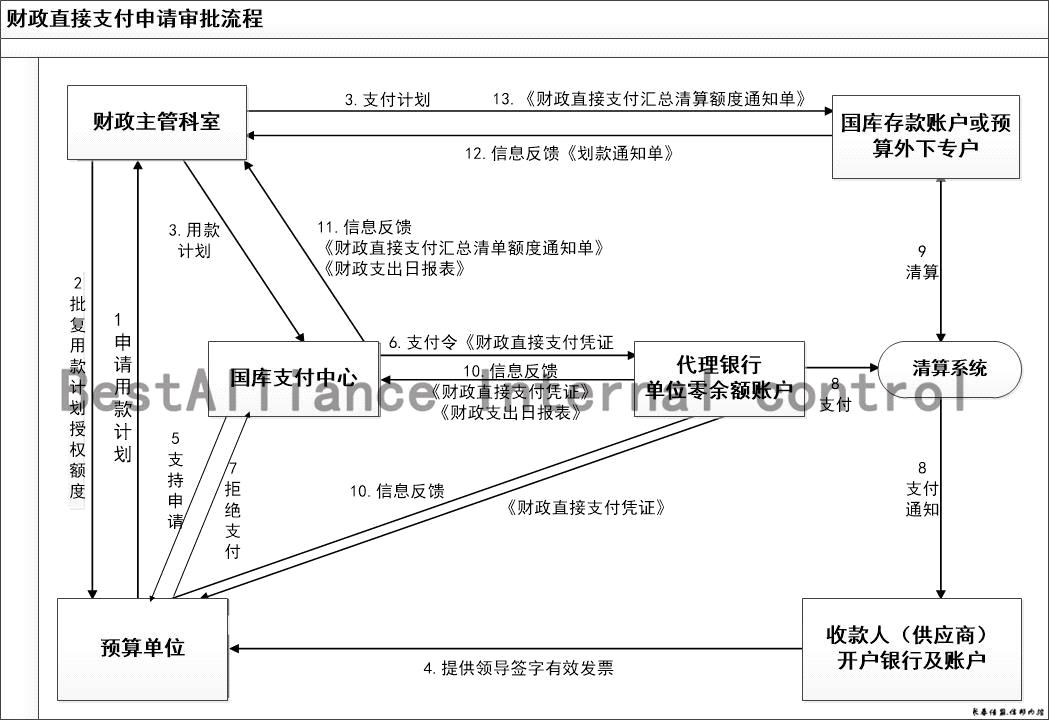 财政直接支付申请审批流程
财政主管科室
3.支付计划
13.《财政直接支付汇总清算额度通知单》
国库存款账户或预
算外下专户
12.信息反馈《划款通知单》
3.用款
计划
11.信息反馈
《财政直接支付汇总清单额度通知单》
《财政支出日报表》
9
清算
2
批复用款计划授权额度
1
申请用款计划
国库支付中心
6.支付令《财政直接支付凭证
10.信息反馈
《财政直接支付凭证》
《财政支出日报表》
代理银行
单位零余额账户
8
支付
清算系统
BestAlliance Internal control
5
支持申请
7
拒绝支付
10.信息反馈
《财政直接支付凭证》
8
支付
通知
预算单位
4.提供领导签字有效发票
收款人（供应商）
开户银行及账户